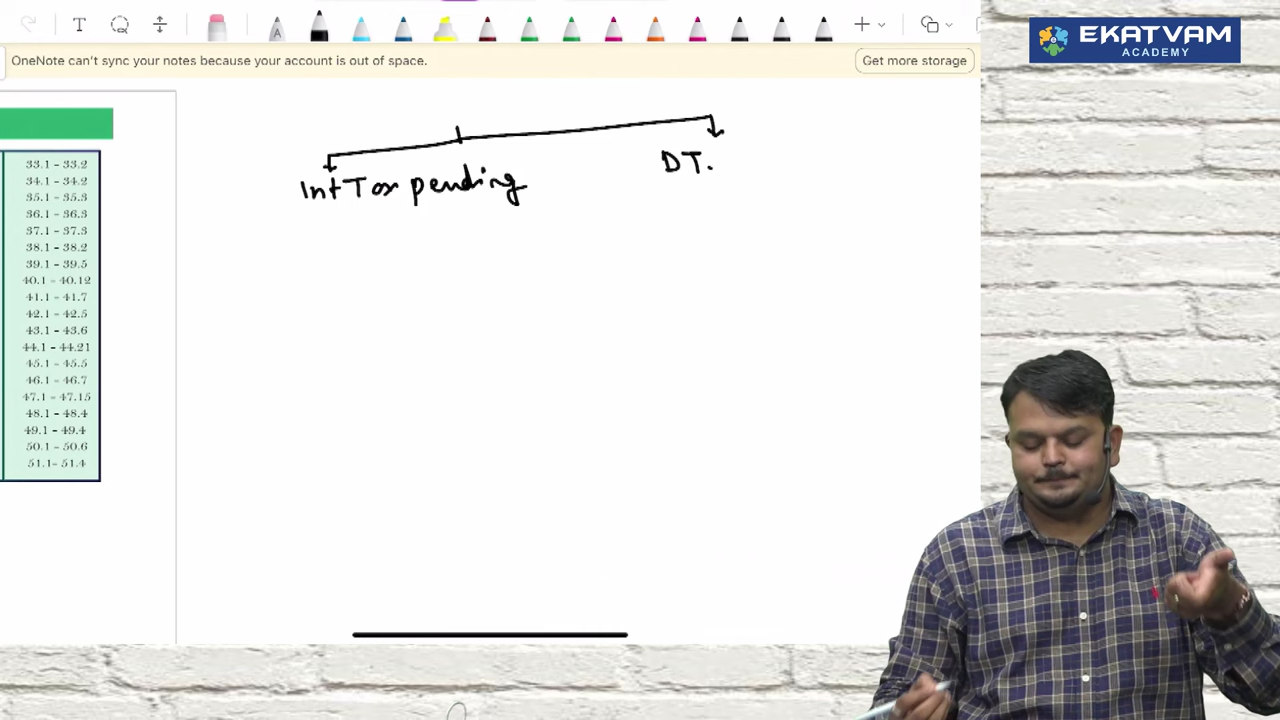 T
A
EKATVAM
ACADEMY
OneNote can't sync your notes because your account is out of space.
Get more storage
33.1 - 33.2
34.1 - 34.2
35.1 - 35.3
36.1 - 36.3
37.1 - 37.3
38.1 - 38.2
39.1 - 39.5
40.1 - 40.12
41.1 - 41.7
42.1 - 42.5
43.1 - 43.6
44.1 - 44.21
45.1 - 45.5
46.1 - 46.7
47.1 - 47.15
48.1 - 48.4
49.1 - 49.4
50.1 - 50.6
51.1- 51.4
Int Tax pending
DT.